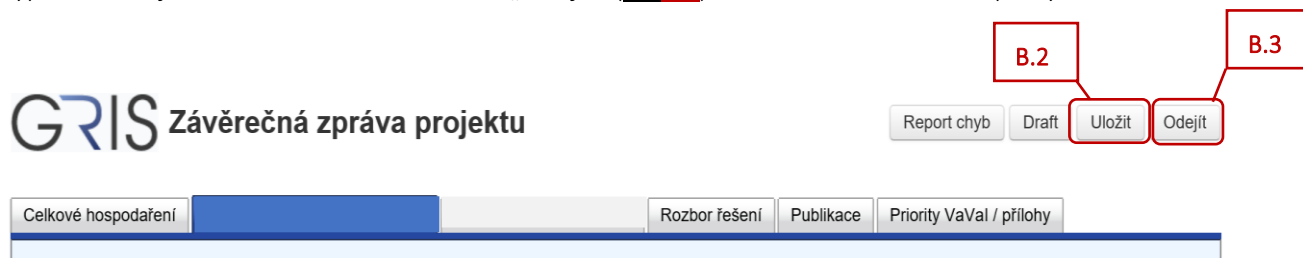 B.2
B.3
GRIS Závěrečná zpráva projektu
Report chyb Draft Uložit Odejít
Celkové hospodaření Rozbor řešení Publikace Priority VaVaI / přílohy